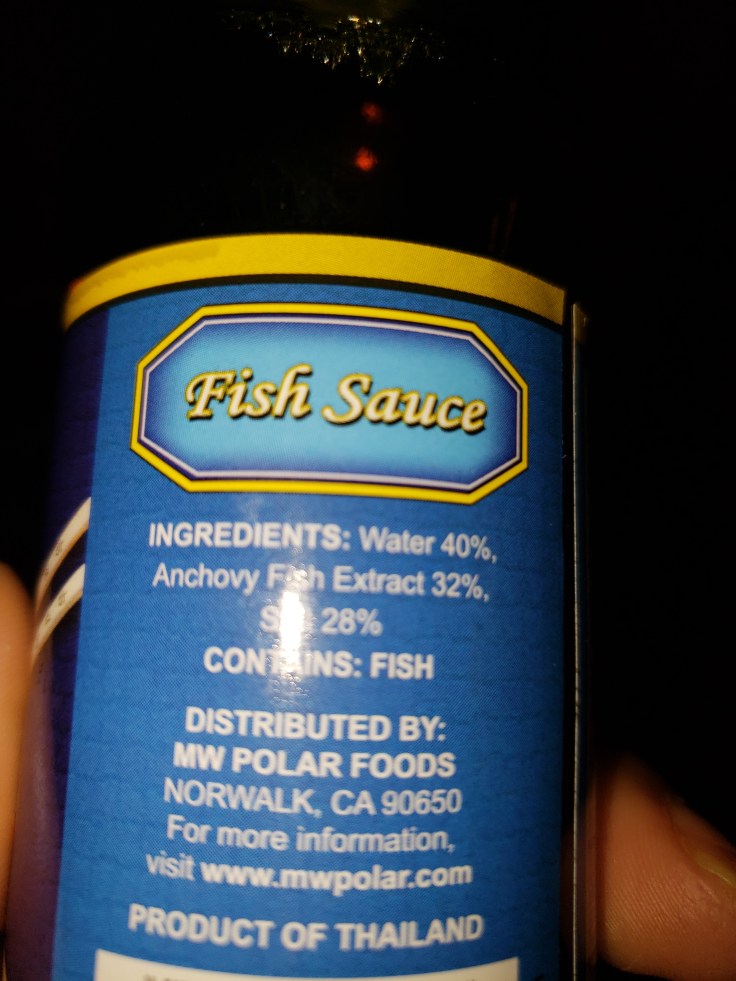 Fish Sauce
INGREDIENTS: Water 40%,
Anchovy Fish Extract 32%,
28%
CONTAINS: FISH
DISTRIBUTED BY:
MW POLAR FOODS
NORWALK, CA 90650
For more information,
visit www.mwpolar.com
PRODUCT OF THAILAND